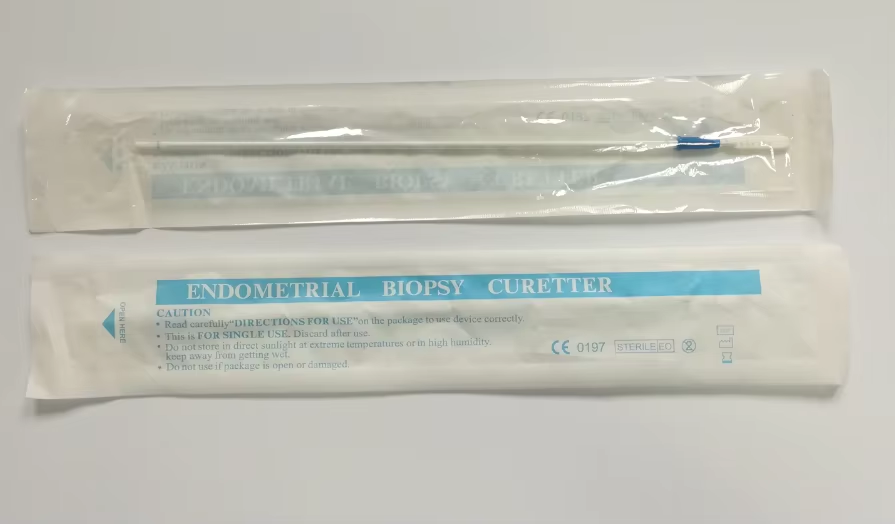 ENDOMETRIAL BIOPSY CURETTER
CAUTION
• Read carefully"DIRECTIONS FOR USE"on the package to use device correctly.
• This is FOR SINGLE USE. Discard after use.
• Do not store in direct sunlight at extreme temperatures or in high humidity.
keep away from getting wet.
• Do not use if package is open or damaged.
OPEN HERE
CE 0197 STERILE EO